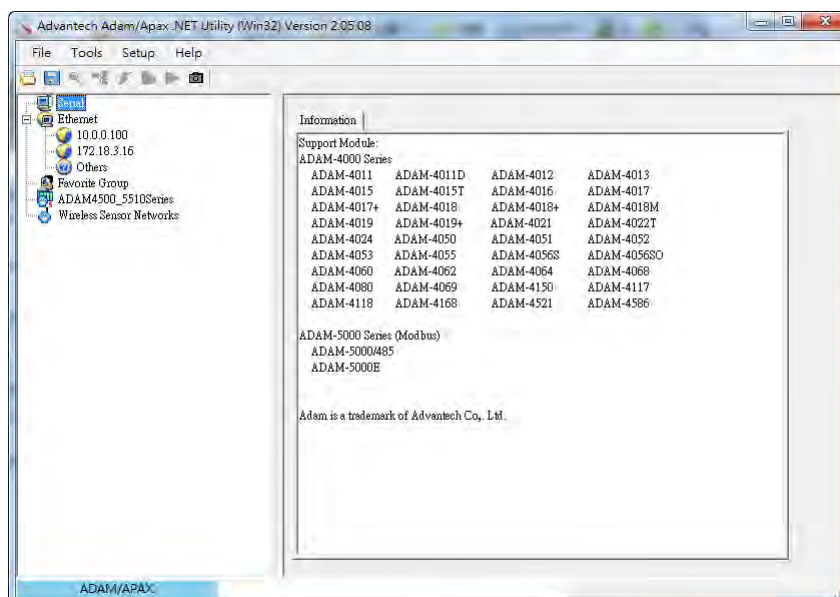 Advantech Adam/Apax .NET Utility (Win32) Version 2.05.08
File Tools Setup Help
Serial
Ethernet
10.0.0.100
172.18.3.16
Others
Favorite Group
ADAM4500_5510Series
Wireless Sensor Networks
Information
Support Module:
ADAM-4000 Series
ADAM-4011 ADAM-4011D ADAM-4012 ADAM-4013
ADAM-4015 ADAM-4015T ADAM-4016 ADAM-4017
ADAM-4017+ ADAM-4018 ADAM-4018+ ADAM-4018M
ADAM-4019 ADAM-4019+ ADAM-4021 ADAM-4022T
ADAM-4024 ADAM-4050 ADAM-4051 ADAM-4052
ADAM-4053 ADAM-4055 ADAM-4056S ADAM-4056SO
ADAM-4060 ADAM-4062 ADAM-4064 ADAM-4068
ADAM-4080 ADAM-4069 ADAM-4150 ADAM-4117
ADAM-4118 ADAM-4168 ADAM-4521 ADAM-4586
ADAM-5000 Series (Modbus)
ADAM-5000/485
ADAM-5000E
Adam is a trademark of Advantech Co,. Ltd.
ADAM/APAX